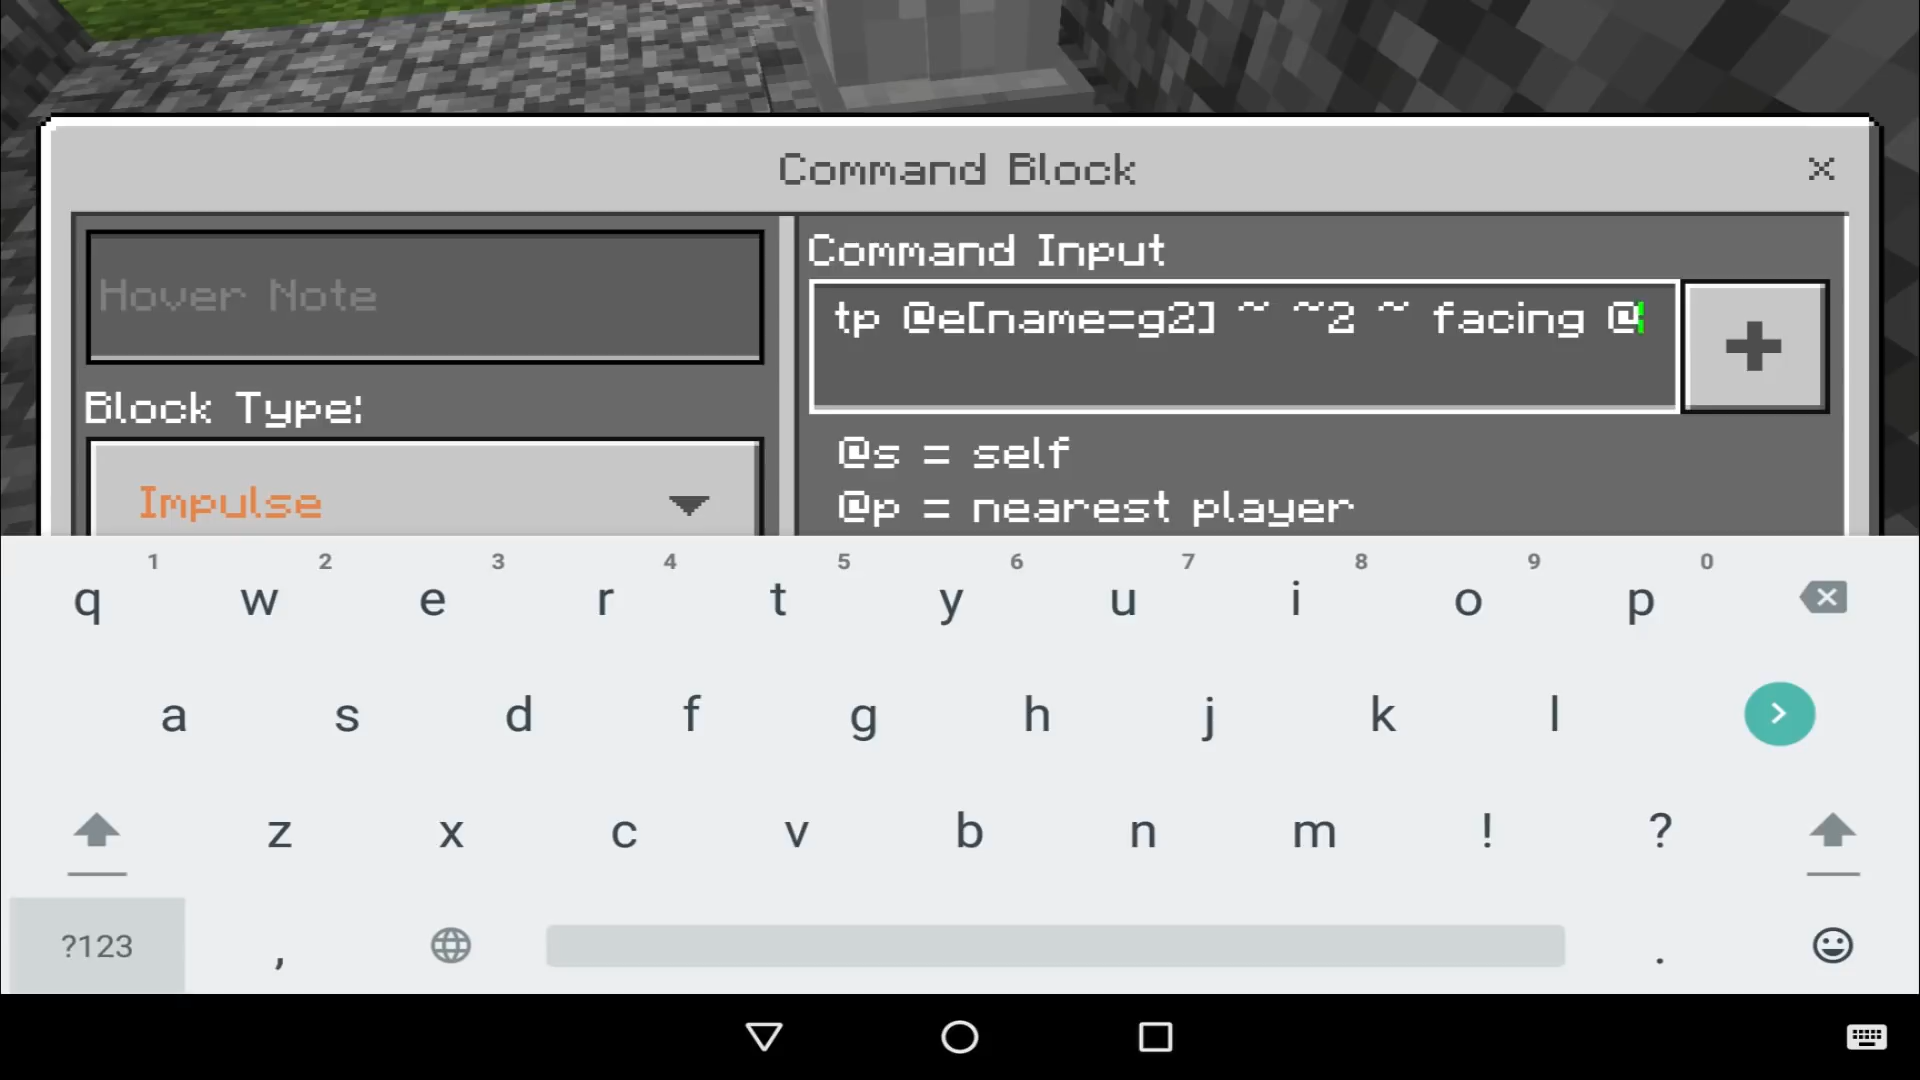 Command Block
Hover Note
Block Type:
Impulse
Command Input
tp @e[name=g2] ~ ~2 ~ facing @
@s = self
@p = nearest player
1 2 3 4 5 6 7 8 9 0
q w e r t y u i o p
a s d f g h j k l
z x c v b n m ! ?
?123 , .